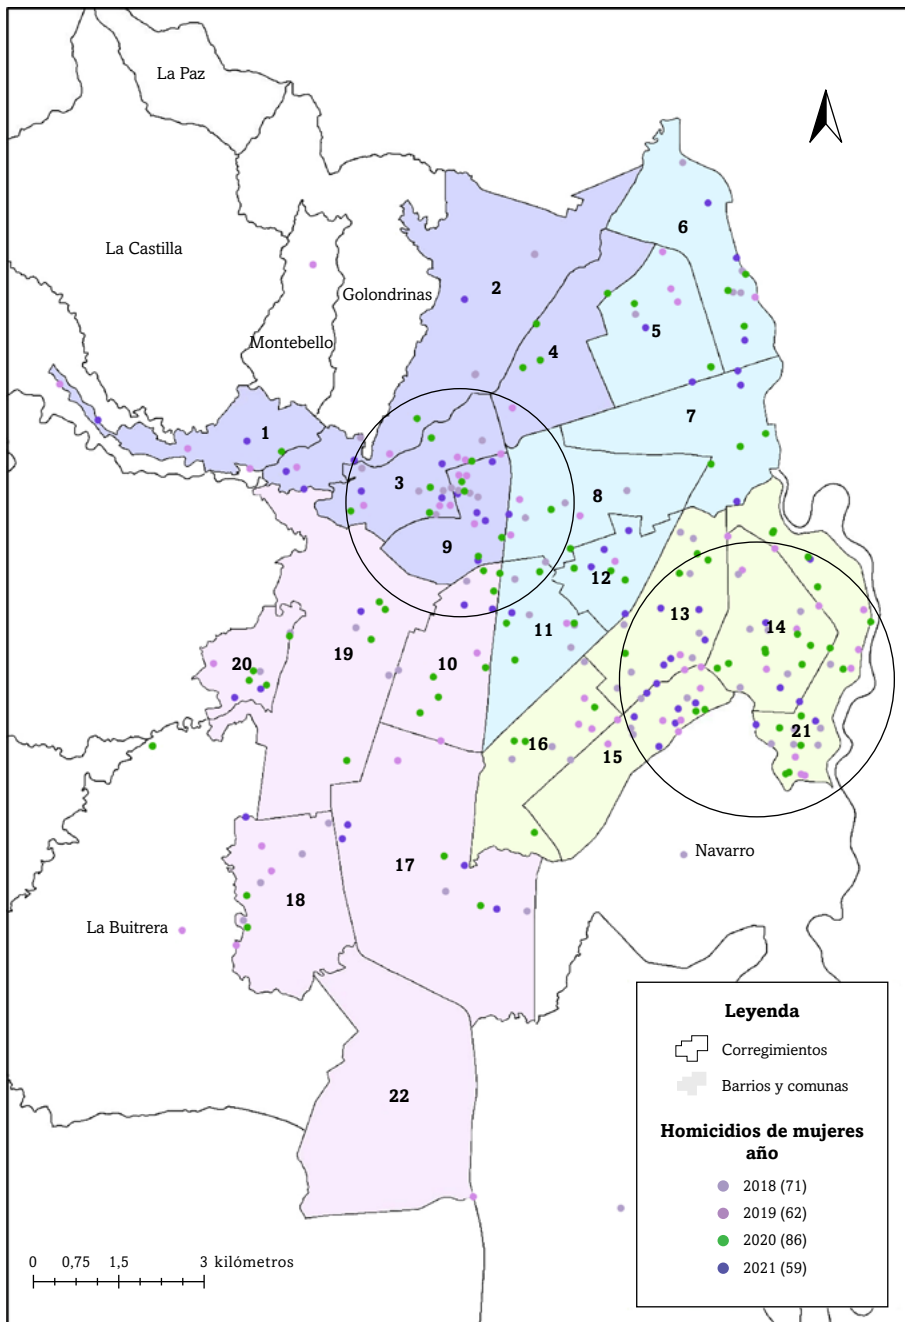 La Paz
La Castilla
Golondrinas
Montebello
6
2
5
4
7
1
3
8
9
12
13
14
11
20
19
10
21
16
15
Navarro
17
18
La Buitrera
22
Leyenda
Corregimientos
Barrios y comunas
Homicidios de mujeres
año
2018 (71)
2019 (62)
2020 (86)
2021 (59)
0 0,75 1,5 3 kilómetros